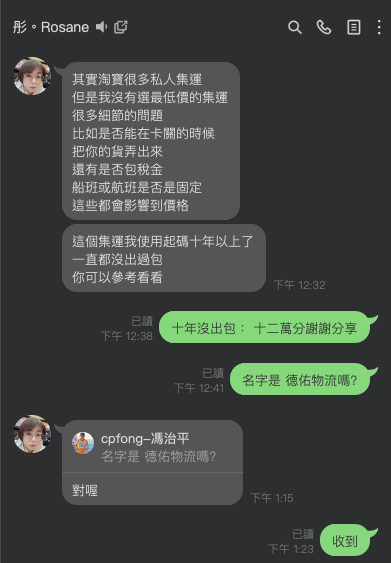 彤。Rosane
其實淘寶很多私人集運
但是我沒有選最低價的集運
很多細節的問題
比如是否能在卡關的時候
把你的貨弄出來
還有是否包稅金
船班或航班是否是固定
這些都會影響到價格
這個集運我使用起碼十年以上了
一直都沒出過包
你可以參考看看
下午 12:32
已讀
下午 12:38
十年沒出包： 十二萬分謝謝分享
已讀
下午 12:41
名字是 德佑物流嗎?
cpfong–馮治平
名字是 德佑物流嗎?
對喔
下午 1:15
已讀
下午 1:23
收到